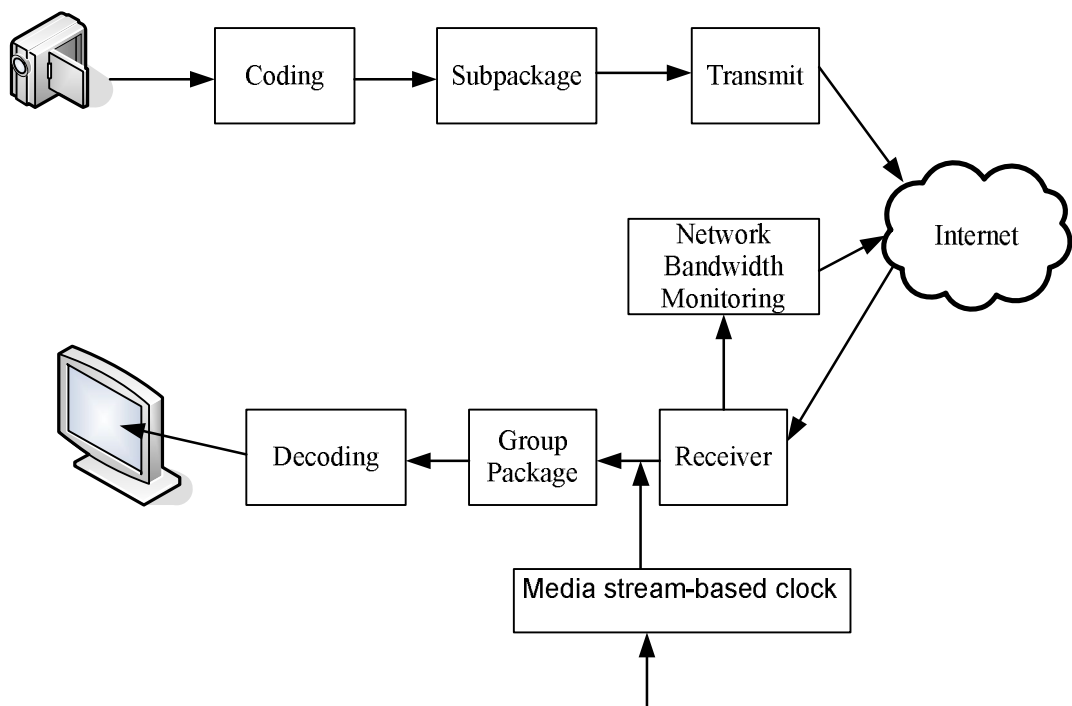 Coding
Subpackage
Transmit
Network
Bandwidth
Monitoring
Internet
Decoding
Group
Package
Receiver
Media stream-based clock